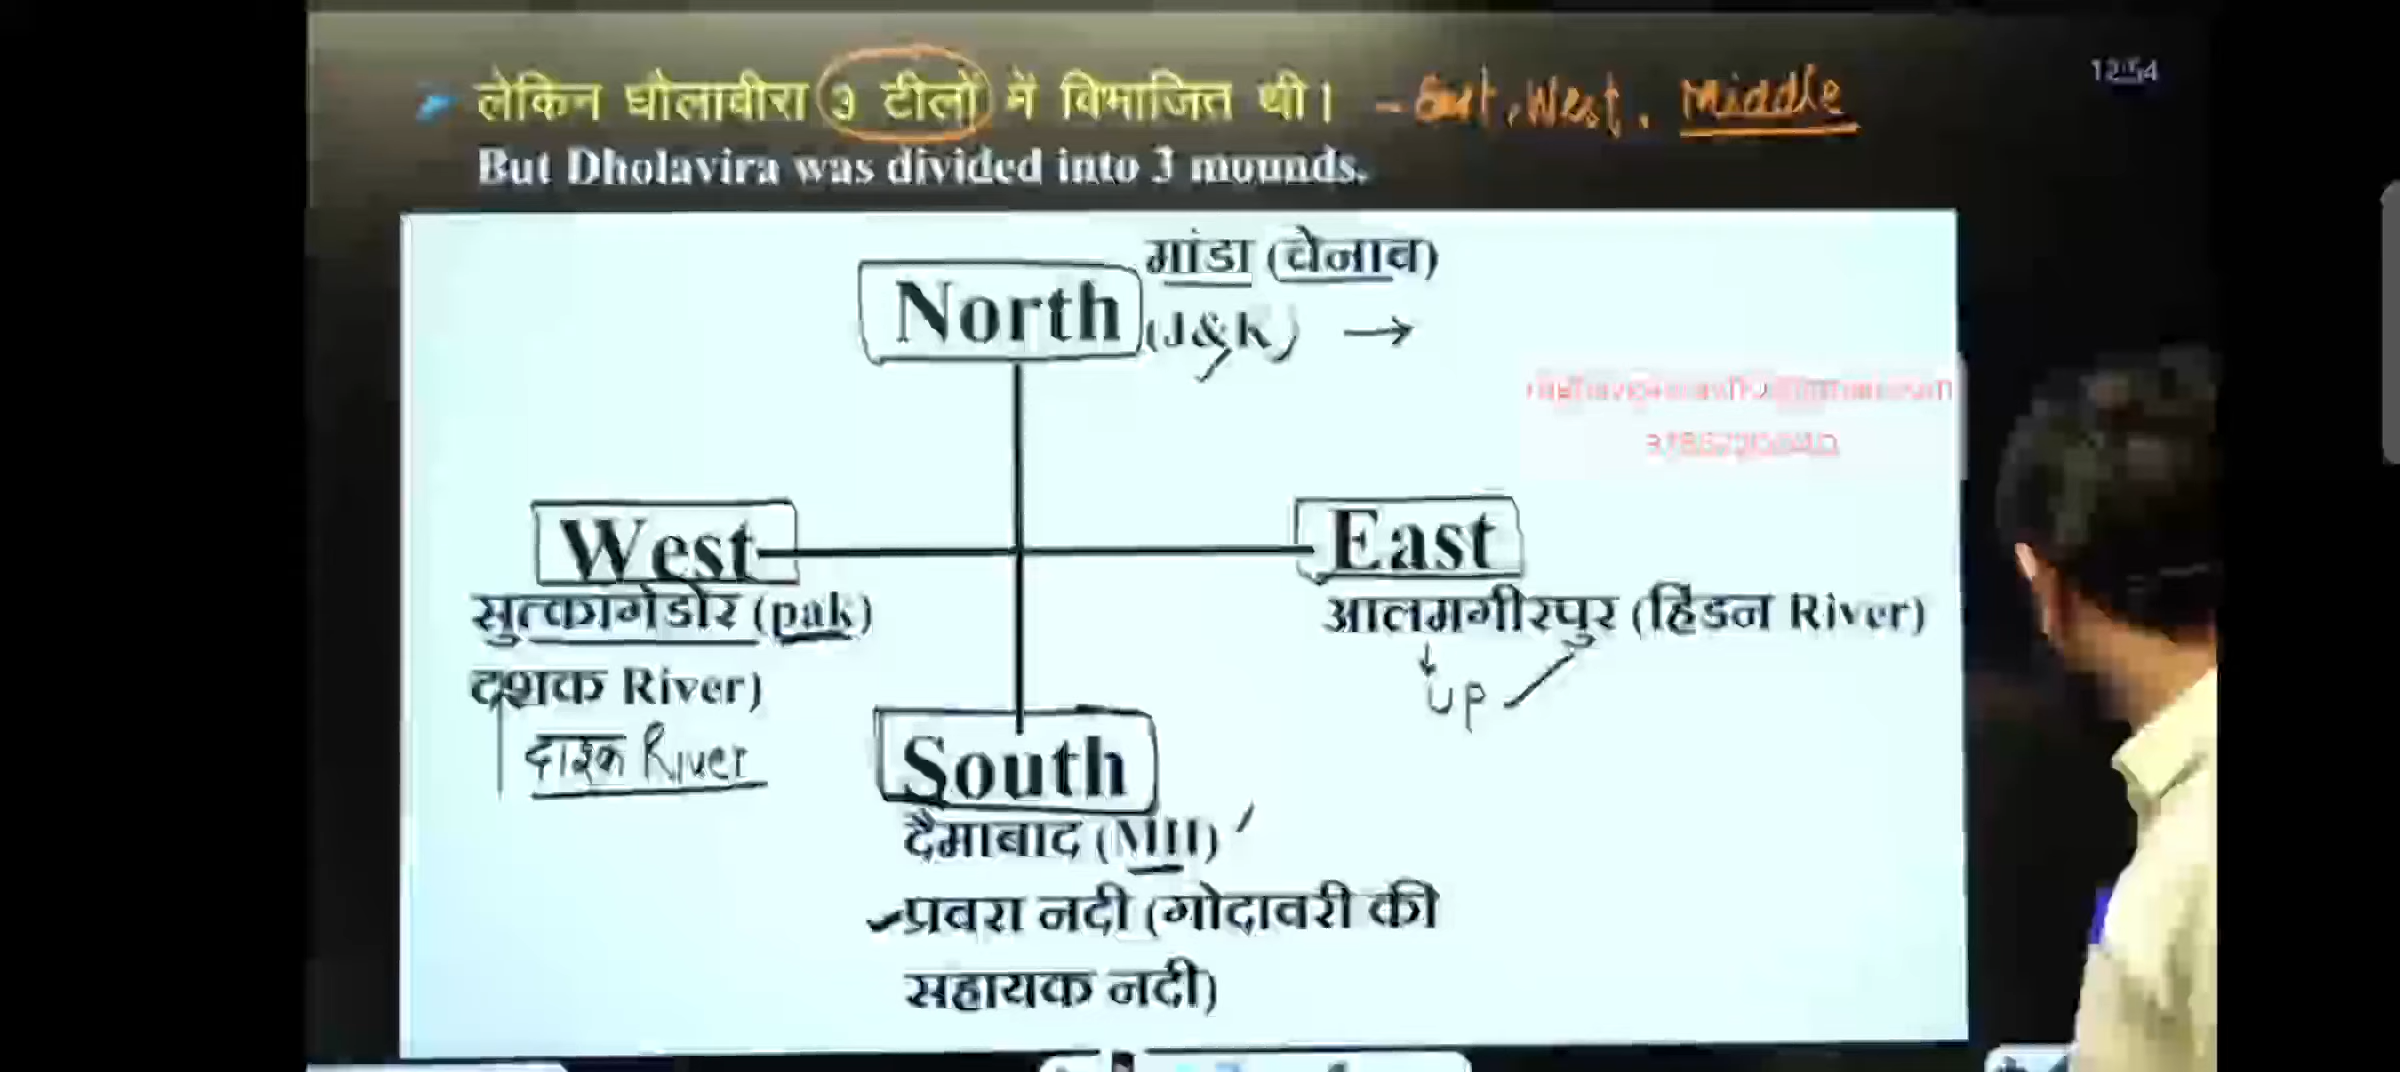 लेकिन धोलावीरा 3 टीलों में विभाजित थी। - East, West, Middle
12:54
But Dholavira was divided into 3 mounds.
मांडा (चेनाब)
North (J&K) →
West
East
सुत्कागेंडोर (pak)
आलमगीरपुर (हिंडन River)
दशक River)
UP
दाश्क River
South
दैमाबाद (MH)
प्रवरा नदी (गोदावरी की
सहायक नदी)